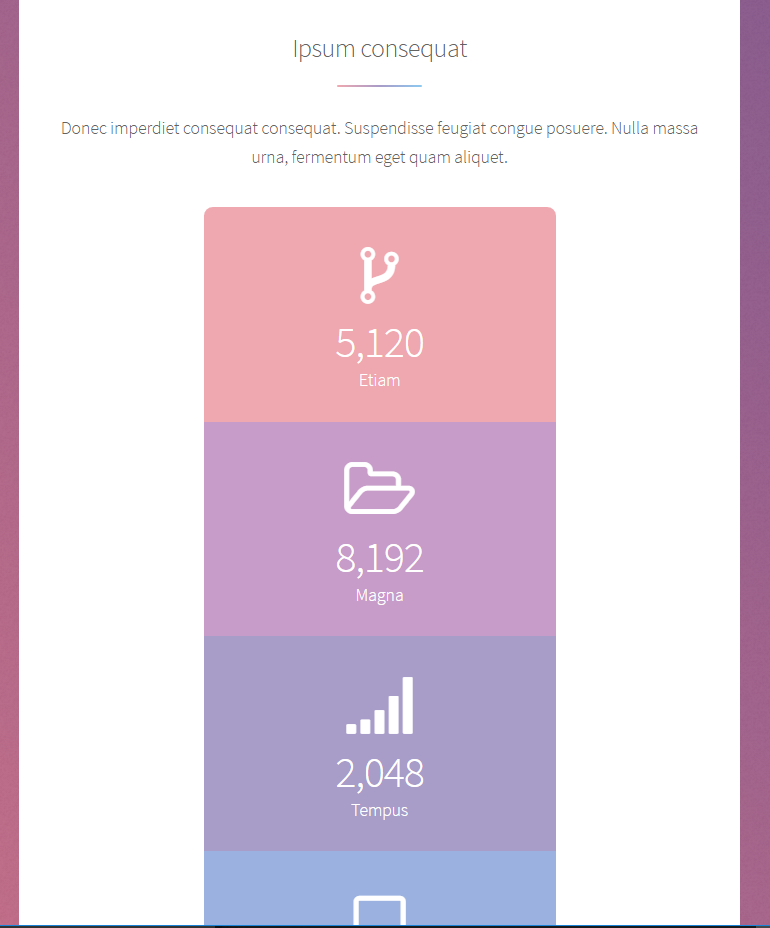 Ipsum consequat
Donec imperdiet consequat consequat. Suspendisse feugiat congue posuere. Nulla massa
urna, fermentum eget quam aliquet.
5,120
Etiam
8,192
Magna
2,048
Tempus